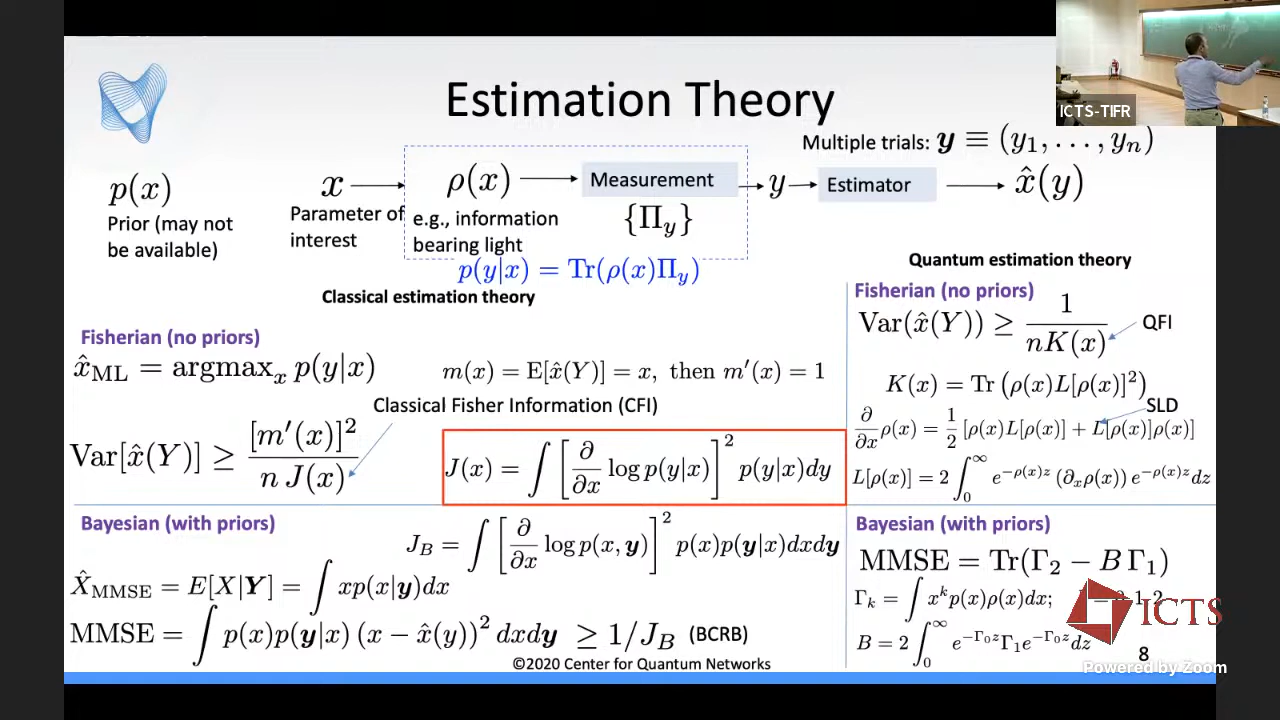 Estimation Theory
ICTS-TIFR
Multiple trials: y ≡ (y₁, . . . , yₙ)
p(x)
Prior (may not
be available)
x
Parameter of
interest
ρ(x)
e.g., information
bearing light
Measurement
{Π_y}
y
Estimator
x̂(y)
p(y|x) = Tr(ρ(x)Π_y)
Classical estimation theory
Fisherian (no priors)
x̂_ML = argmax_x p(y|x)
m(x) = E[x̂(Y)] = x, then m′(x) = 1
Classical Fisher Information (CFI)
Var[x̂(Y)] ≥ [m′(x)]² / n J(x)
J(x) = ∫ [∂/∂x log p(y|x)]² p(y|x)dy
Bayesian (with priors)
J_B = ∫ [∂/∂x log p(x, y)]² p(x)p(y|x)dxdy
X̂_MMSE = E[X|Y] = ∫ xp(x|y)dx
MMSE = ∫ p(x)p(y|x) (x − x̂(y))² dxdy ≥ 1/J_B (BCRB)
Quantum estimation theory
Fisherian (no priors)
Var(x̂(Y)) ≥ 1 / nK(x)
QFI
K(x) = Tr (ρ(x)L[ρ(x)]²)
SLD
∂/∂x ρ(x) = 1/2 [ρ(x)L[ρ(x)] + L[ρ(x)]ρ(x)]
L[ρ(x)] = 2 ∫₀^∞ e^{−ρ(x)z} (∂ₓρ(x)) e^{−ρ(x)z} dz
Bayesian (with priors)
MMSE = Tr(Γ₂ − B Γ₁)
Γ_k = ∫ x^k p(x)ρ(x)dx;
B = 2 ∫₀^∞ e^{−Γ₀z} Γ₁ e^{−Γ₀z} dz
ICTS
8
©2020 Center for Quantum Networks
Powered by Zoom